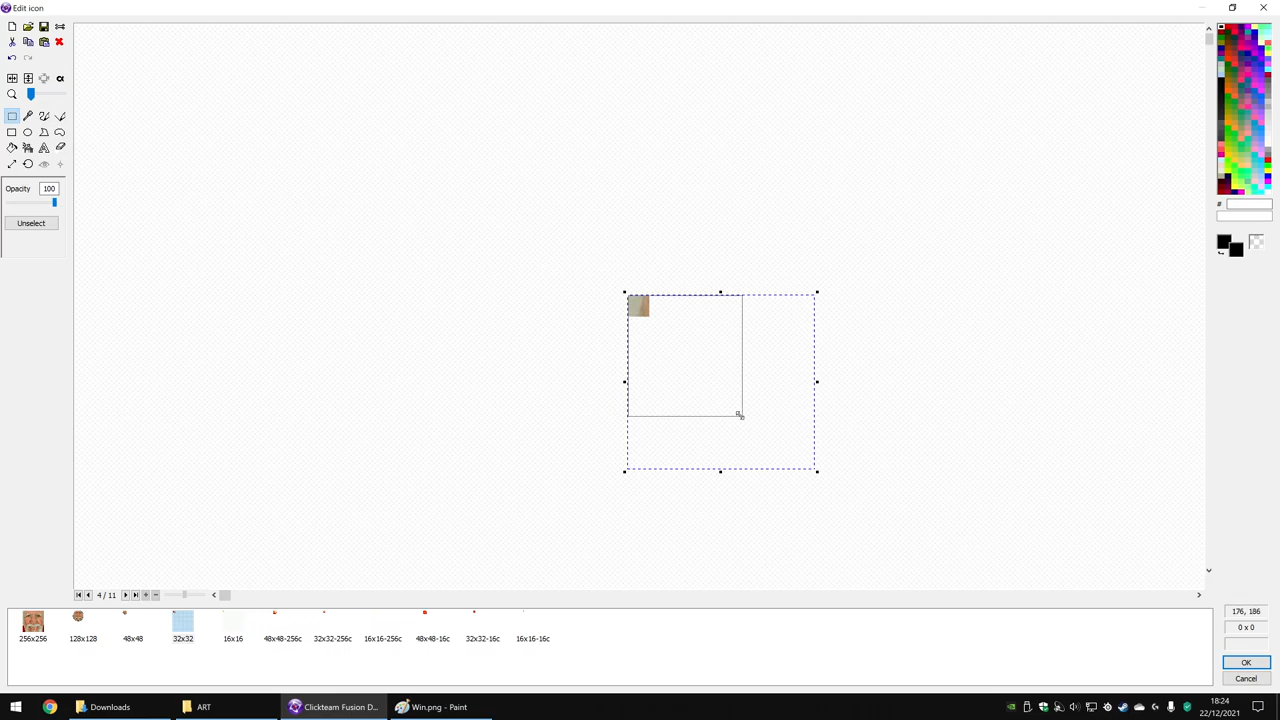 Edit icon
Opacity 100
Unselect
#
4 / 11
256x256
128x128
48x48
32x32
16x16
48x48-256c
32x32-256c
16x16-256c
48x48-16c
32x32-16c
16x16-16c
176, 186
0 x 0
OK
Cancel
Downloads
ART
Clickteam Fusion D...
Win.png - Paint
18:24
22/12/2021